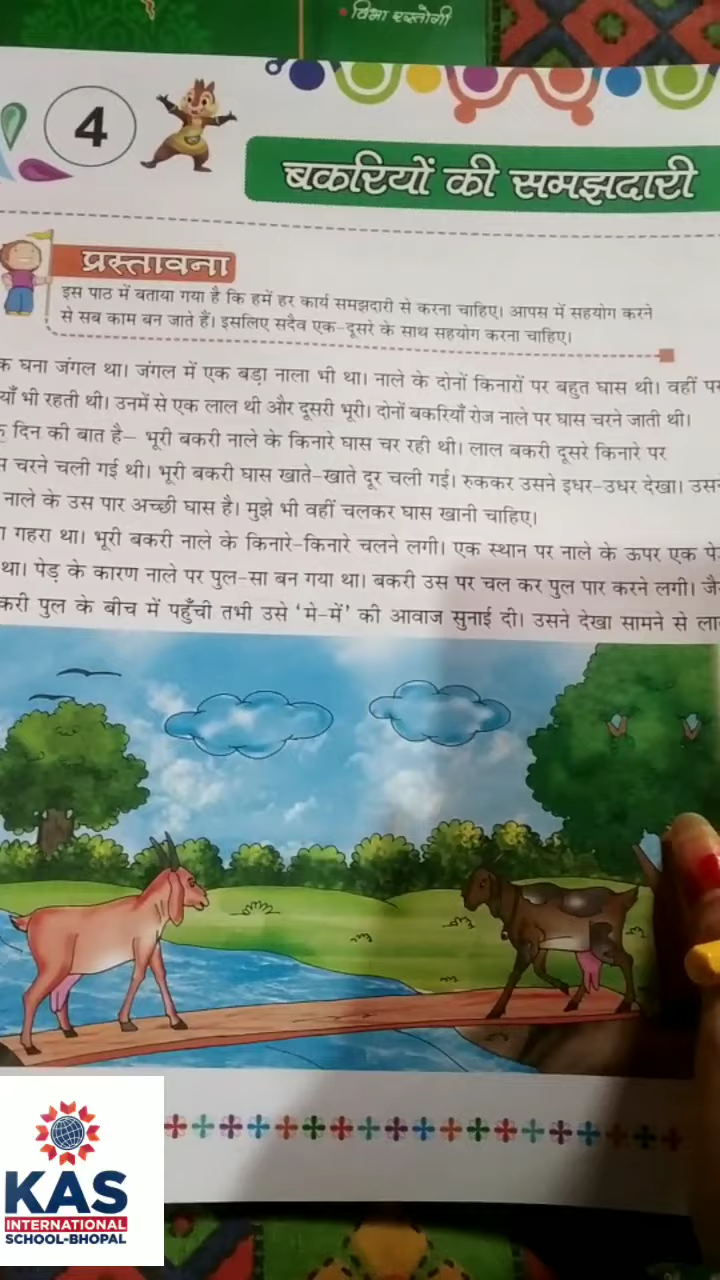 विभा रस्तोगी
4
बकरियों की समझदारी
प्रस्तावना
इस पाठ में बताया गया है कि हमें हर कार्य समझदारी से करना चाहिए। आपस में सहयोग करने
से सब काम बन जाते हैं। इसलिए सदैव एक-दूसरे के साथ सहयोग करना चाहिए।
घना जंगल था। जंगल में एक बड़ा नाला भी था। नाले के दोनों किनारों पर बहुत घास थी। वहीं
भी रहती थी। उनमें से एक लाल थी और दूसरी भूरी। दोनों बकरियाँ रोज नाले पर घास चरने जाती थी।
दिन की बात है– भूरी बकरी नाले के किनारे घास चर रही थी। लाल बकरी दूसरे किनारे पर
चरने चली गई थी। भूरी बकरी घास खाते-खाते दूर चली गई। रुककर उसने इधर-उधर देखा।
नाले के उस पार अच्छी घास है। मुझे भी वहीं चलकर घास खानी चाहिए।
गहरा था। भूरी बकरी नाले के किनारे-किनारे चलने लगी। एक स्थान पर नाले के ऊपर एक
था। पेड़ के कारण नाले पर पुल-सा बन गया था। बकरी उस पर चल कर पुल पार करने लगी।
पुल के बीच में पहुँची तभी उसे ‘मे-में’ की आवाज सुनाई दी। उसने देखा सामने से
KAS
INTERNATIONAL
SCHOOL-BHOPAL